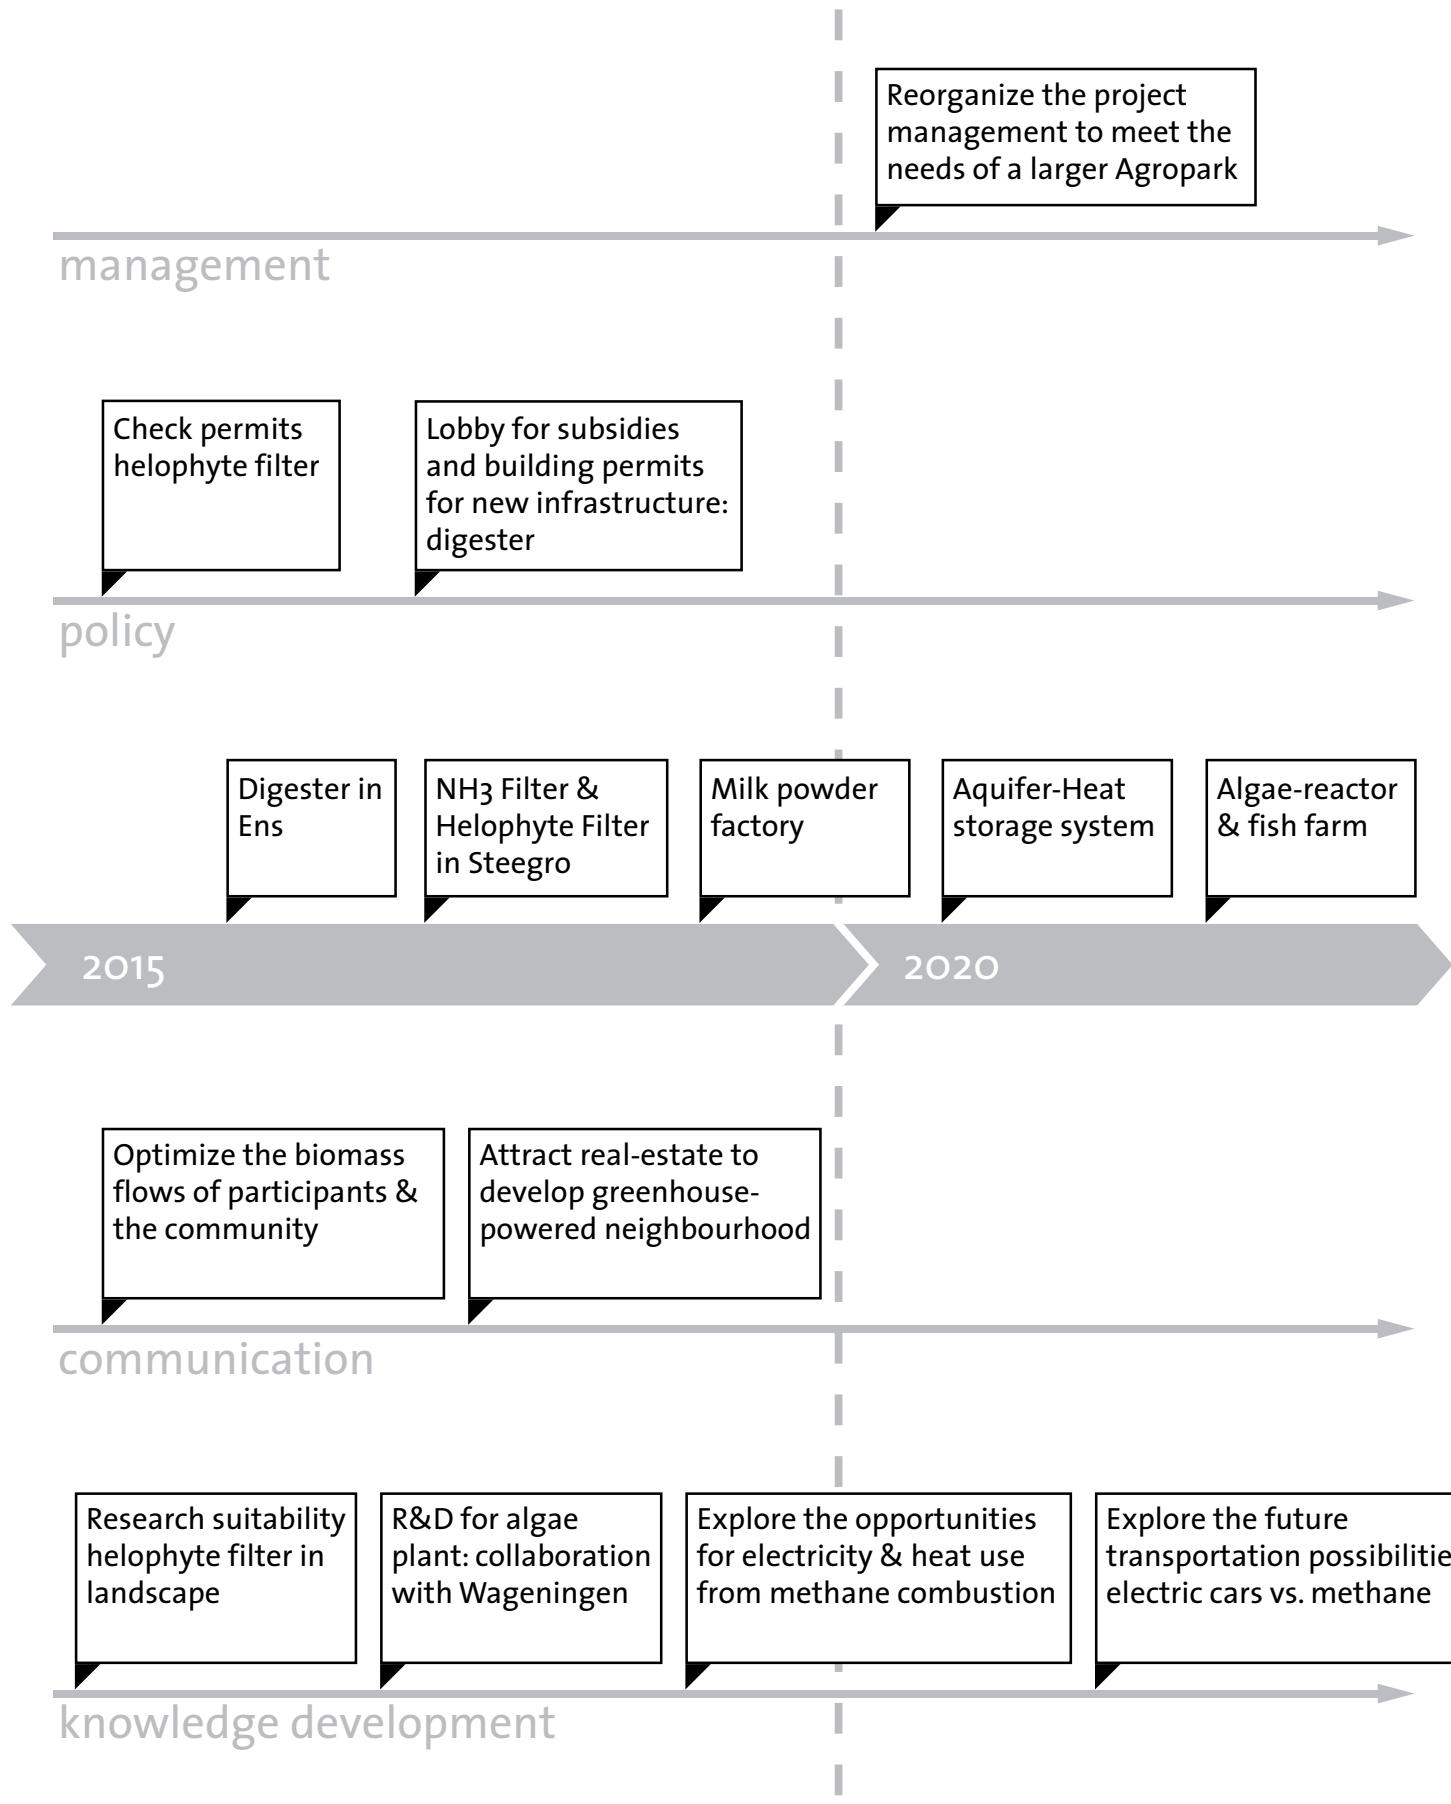 Reorganize the project
management to meet the
needs of a larger Agropark
management
Check permits
helophyte filter
Lobby for subsidies
and building permits
for new infrastructure:
digester
policy
Digester in
Ens
NH3 Filter &
Helophyte Filter
in Steegro
Milk powder
factory
Aquifer-Heat
storage system
Algae-reactor
& fish farm
2015
2020
Optimize the biomass
flows of participants &
the community
Attract real-estate to
develop greenhouse-
powered neighbourhood
communication
Research suitability
helophyte filter in
landscape
R&D for algae
plant: collaboration
with Wageningen
Explore the opportunities
for electricity & heat use
from methane combustion
Explore the future
transportation possibilitie
electric cars vs. methane
knowledge development